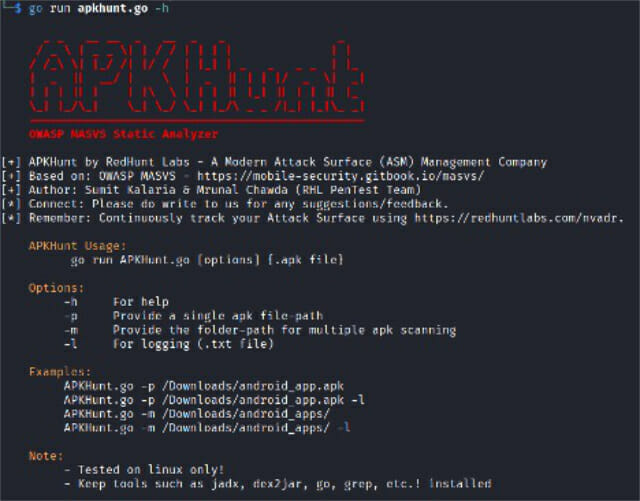 └─$ go run apkhunt.go -h
APKHunt
OWASP MASVS Static Analyzer
[+] APKHunt by RedHunt Labs - A Modern Attack Surface (ASM) Management Company
[+] Based on: OWASP MASVS - https://mobile-security.gitbook.io/masvs/
[+] Author: Sumit Kalaria & Mrunal Chawda (RHL PenTest Team)
[*] Connect: Please do write to us for any suggestions/feedback.
[*] Remember: Continuously track your Attack Surface using https://redhuntlabs.com/nvadr.
APKHunt Usage:
go run APKHunt.go [options] {.apk file}
Options:
-h For help
-p Provide a single apk file-path
-m Provide the folder-path for multiple apk scanning
-l For logging (.txt file)
Examples:
APKHunt.go -p /Downloads/android_app.apk
APKHunt.go -p /Downloads/android_app.apk -l
APKHunt.go -m /Downloads/android_apps/
APKHunt.go -m /Downloads/android_apps/ -l
Note:
- Tested on linux only!
- Keep tools such as jadx, dex2jar, go, grep, etc.! installed